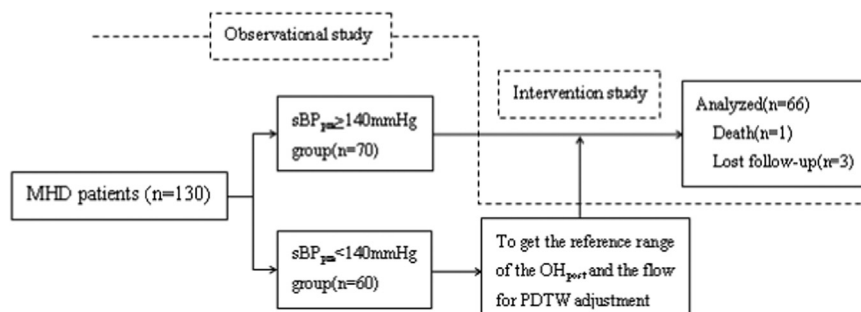 Observational study
Intervention study
sBPpre≥140mmHg
group(n=70)
Analyzed(n=66)
Death(n=1)
Lost follow-up(n=3)
MHD patients (n=130)
sBPpre<140mmHg
group(n=60)
To get the reference range
of the OHpost and the flow
for PDTW adjustment